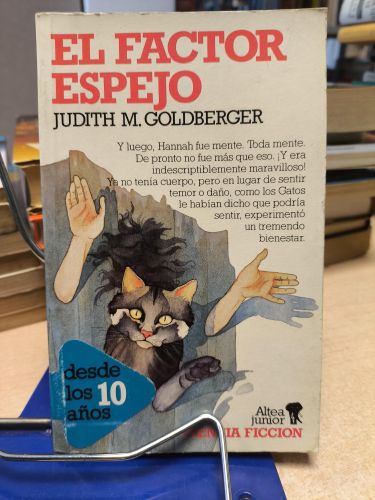 EL FACTOR
ESPEJO
JUDITH M. GOLDBERGER
Y luego, Hannah fue mente. Toda mente.
De pronto no fue más que eso. ¡Y era
indescriptiblemente maravilloso!
Ya no tenía cuerpo, pero en lugar de sentir
temor o daño, como los Gatos
le habían dicho que podría
sentir, experimentó
un tremendo
bienestar.
desde
los 10
años
Altea
junior
FICCION